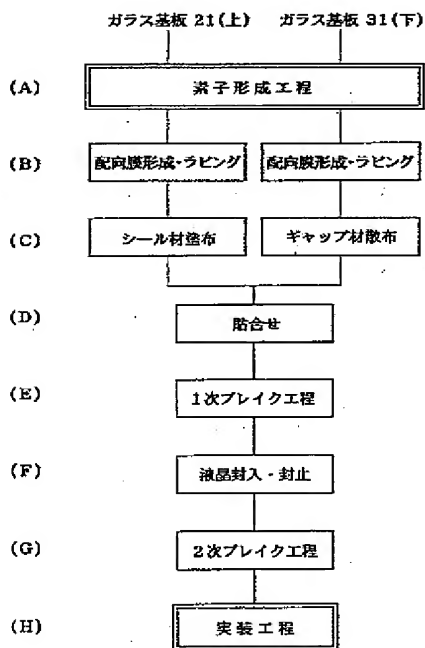 ガラス基板 21(上) ガラス基板 31(下)
(A) 素子形成工程
(B) 配向膜形成・ラビング 配向膜形成・ラビング
(C) シール材塗布 ギャップ材散布
(D) 貼合せ
(E) 1次ブレイク工程
(F) 液晶封入・封止
(G) 2次ブレイク工程
(H) 実装工程